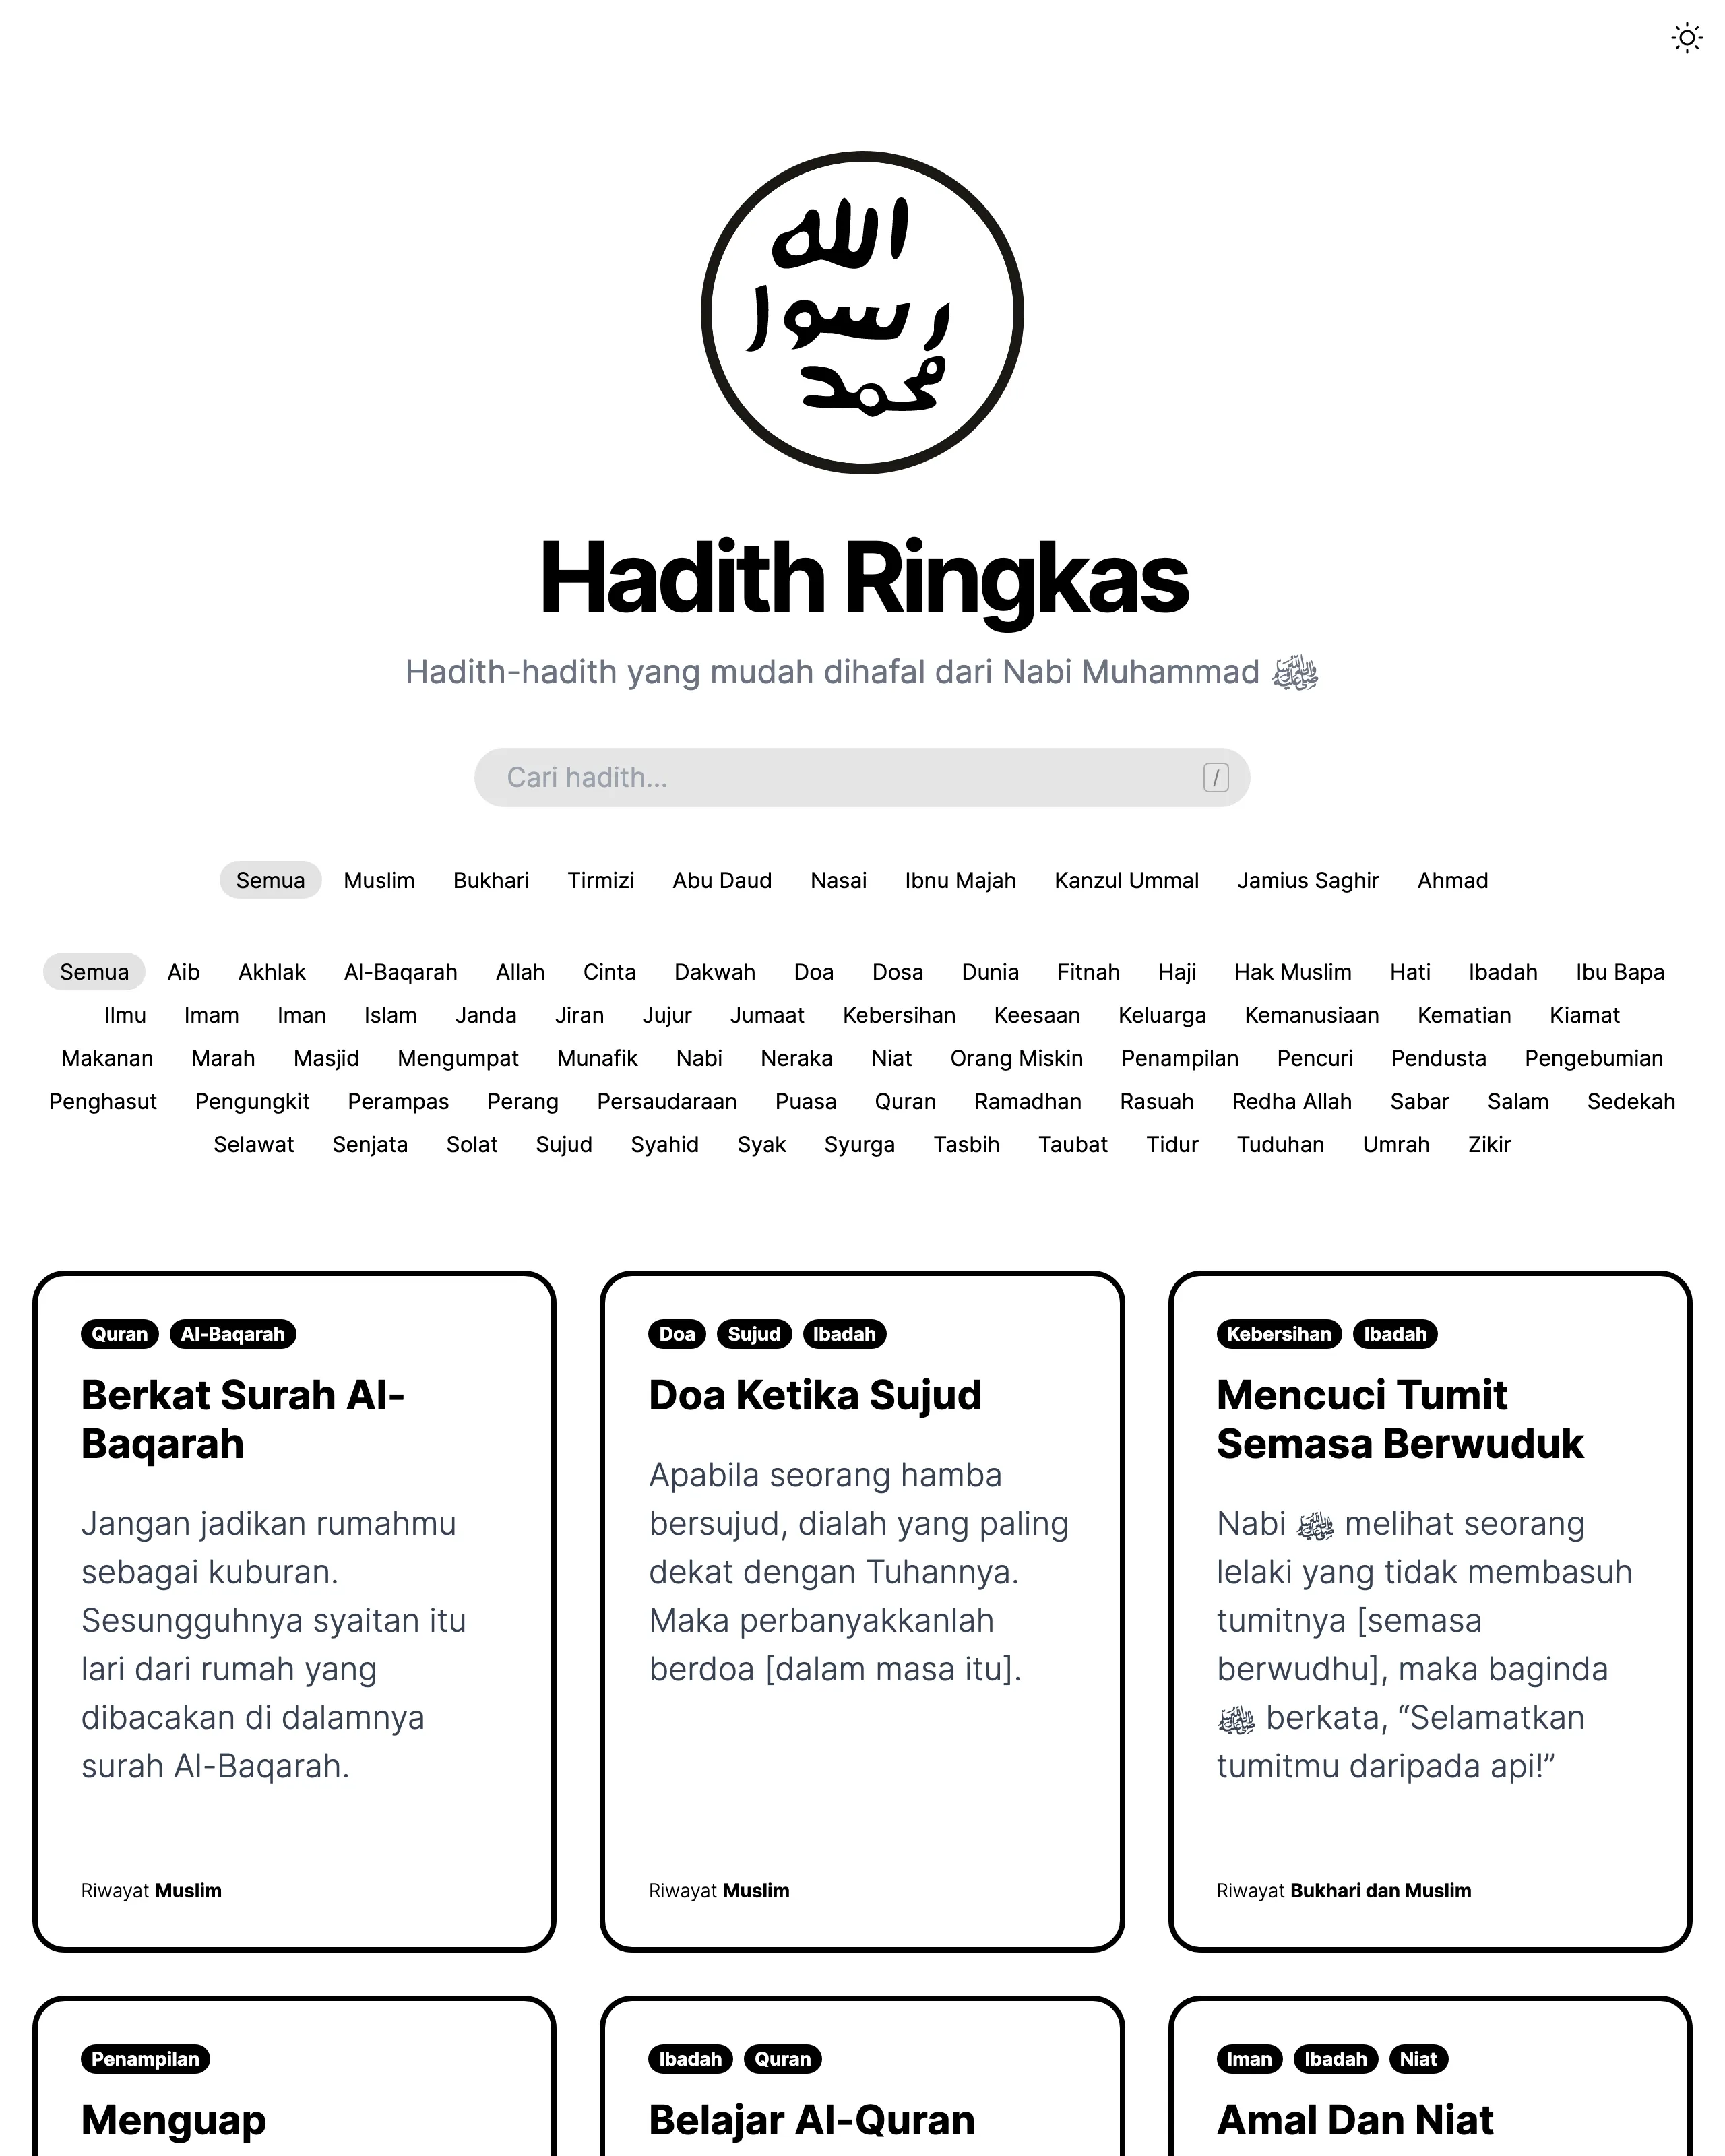 الله
رسول
محمد
Hadith Ringkas
Hadith-hadith yang mudah dihafal dari Nabi Muhammad ﷺ
Cari hadith...
/
Semua Muslim Bukhari Tirmizi Abu Daud Nasai Ibnu Majah Kanzul Ummal Jamius Saghir Ahmad
Semua Aib Akhlak Al-Baqarah Allah Cinta Dakwah Doa Dosa Dunia Fitnah Haji Hak Muslim Hati Ibadah Ibu Bapa
Ilmu Imam Iman Islam Janda Jiran Jujur Jumaat Kebersihan Keesaan Keluarga Kemanusiaan Kematian Kiamat
Makanan Marah Masjid Mengumpat Munafik Nabi Neraka Niat Orang Miskin Penampilan Pencuri Pendusta Pengebumian
Penghasut Pengungkit Perampas Perang Persaudaraan Puasa Quran Ramadhan Rasuah Redha Allah Sabar Salam Sedekah
Selawat Senjata Solat Sujud Syahid Syak Syurga Tasbih Taubat Tidur Tuduhan Umrah Zikir
Quran Al-Baqarah
Berkat Surah Al-
Baqarah
Jangan jadikan rumahmu
sebagai kuburan.
Sesungguhnya syaitan itu
lari dari rumah yang
dibacakan di dalamnya
surah Al-Baqarah.
Riwayat Muslim
Doa Sujud Ibadah
Doa Ketika Sujud
Apabila seorang hamba
bersujud, dialah yang paling
dekat dengan Tuhannya.
Maka perbanyakkanlah
berdoa [dalam masa itu].
Riwayat Muslim
Kebersihan Ibadah
Mencuci Tumit
Semasa Berwuduk
Nabi ﷺ melihat seorang
lelaki yang tidak membasuh
tumitnya [semasa
berwudhu], maka baginda
ﷺ berkata, “Selamatkan
tumitmu daripada api!”
Riwayat Bukhari dan Muslim
Penampilan
Menguap
Ibadah Quran
Belajar Al-Quran
Iman Ibadah Niat
Amal Dan Niat